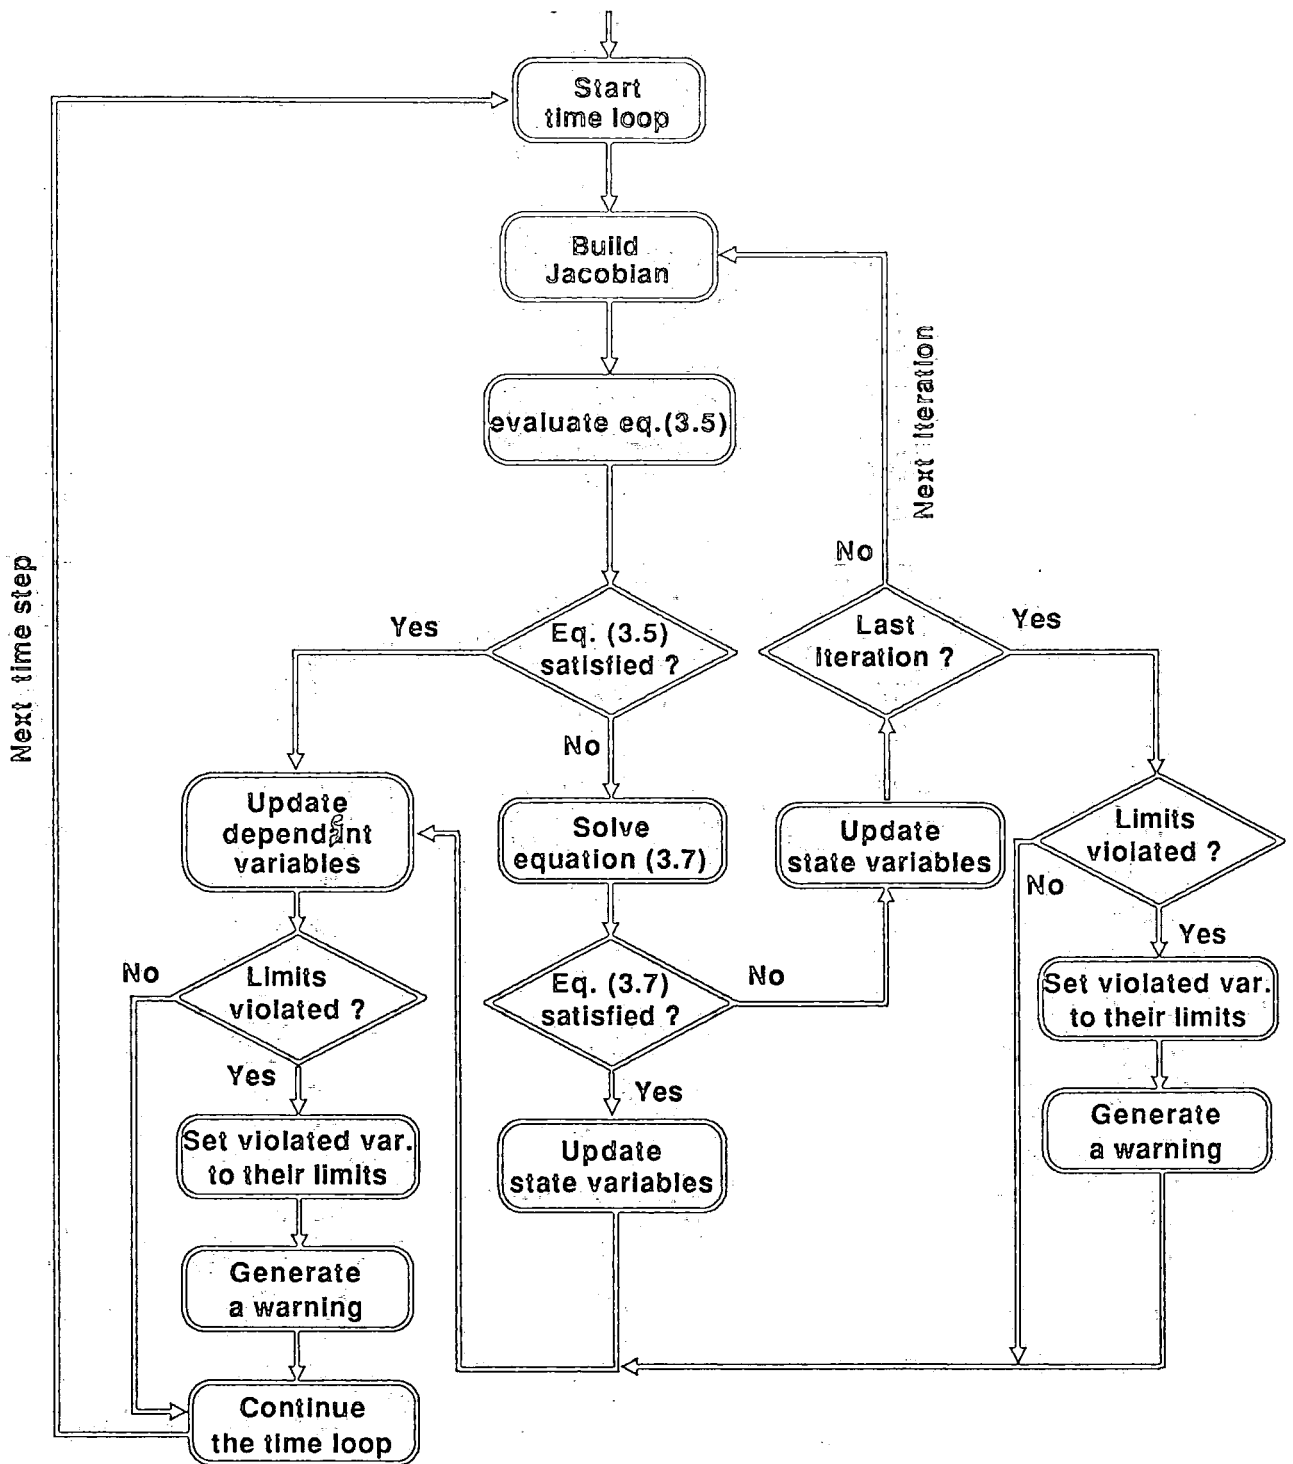 Start
time loop
Build
Jacobian
evaluate eq.(3.5)
Next iteration
No
Yes
Eq. (3.5)
satisfied ?
Last
iteration ?
Yes
Next time step
No
Update
dependant
variables
Solve
equation (3.7)
Update
state variables
Limits
violated ?
No
Yes
No
Limits
violated ?
Eq. (3.7)
satisfied ?
No
Set violated var.
to their limits
Yes
Yes
Generate
a warning
Set violated var.
to their limits
Update
state variables
Generate
a warning
Continue
the time loop